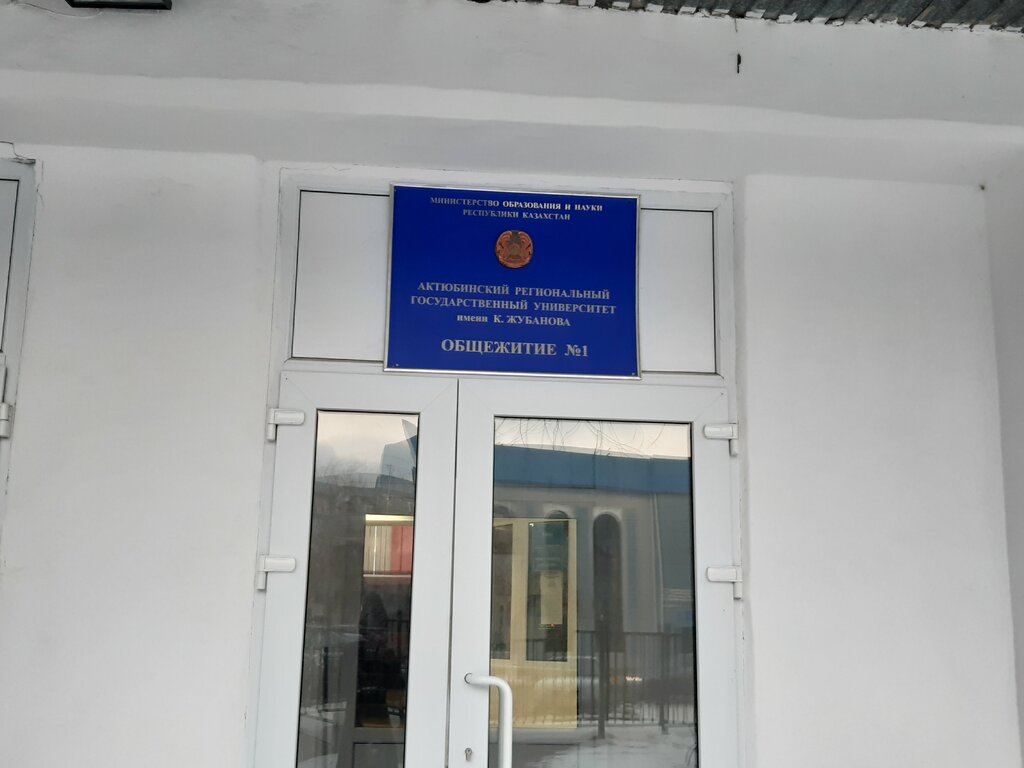 МИНИСТЕРСТВО ОБРАЗОВАНИЯ И НАУКИ
РЕСПУБЛИКИ КАЗАХСТАН
АКТЮБИНСКИЙ РЕГИОНАЛЬНЫЙ
ГОСУДАРСТВЕННЫЙ УНИВЕРСИТЕТ
имени К. ЖУБАНОВА
ОБЩЕЖИТИЕ №1